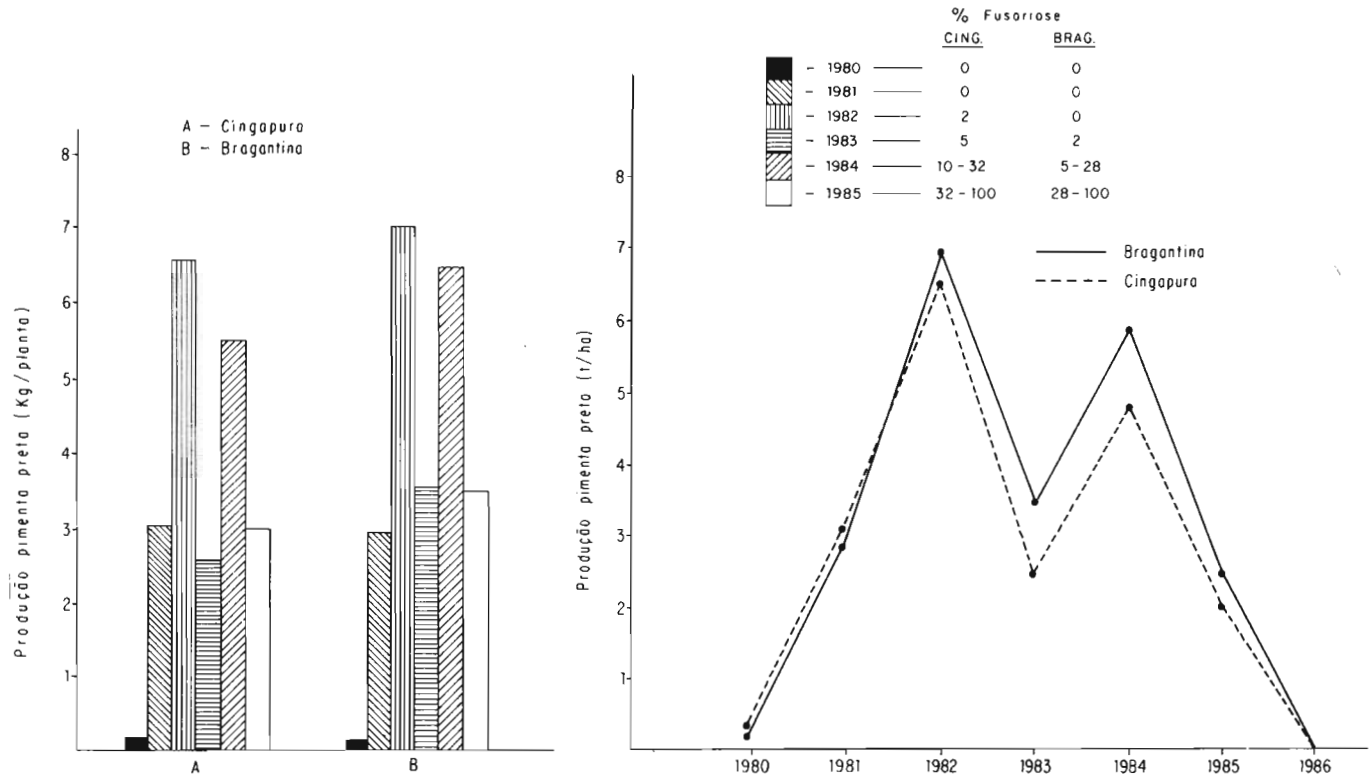 % Fusariose
CING. BRAG.
- 1980 — 0 0
- 1981 — 0 0
- 1982 — 2 0
- 1983 — 5 2
- 1984 — 10 - 32 5 - 28
- 1985 — 32 - 100 28 - 100
A - Cingapura
B - Bragantina
Produção pimenta preta (Kg/planta)
8
7
6
5
4
3
2
1
A B
Bragantina
Cingapura
Produção pimenta preta (t/ha)
8
7
6
5
4
3
2
1
1980 1981 1982 1983 1984 1985 1986